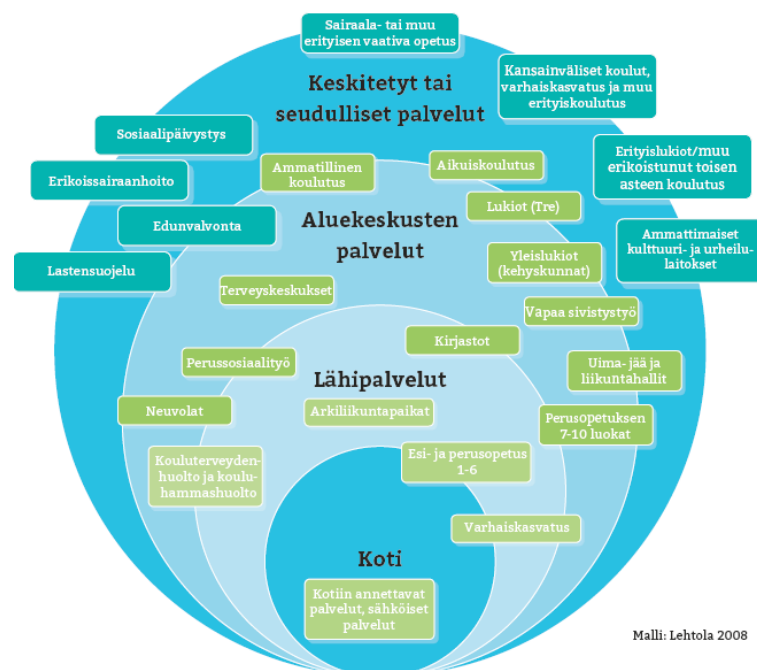 Sairaala- tai muu
erityisen vaativa opetus
Keskitetyt tai
seudulliset palvelut
Kansainväliset koulut,
varhaiskasvatus ja muu
erityiskoulutus
Sosiaalipäivystys
Ammatillinen
koulutus
Aikuiskoulutus
Erityislukiot/muu
erikoistunut toisen
asteen koulutus
Erikoissairaanhoito
Lukiot (Tre)
Edunvalvonta
Aluekeskusten
palvelut
Ammattimaiset
kulttuuri- ja urheilu-
laitokset
Lastensuojelu
Yleislukiot
(kehyskunnat)
Terveyskeskukset
Vapaa sivistystyö
Kirjastot
Perussosiaalityö
Lähipalvelut
Uima- jää ja
liikuntahallit
Neuvolat
Arkiliikuntapaikat
Perusopetuksen
7-10 luokat
Kouluterveyden-
huolto ja koulu-
hammashuolto
Esi- ja perusopetus
1-6
Varhaiskasvatus
Koti
Kotiin annettavat
palvelut, sähköiset
palvelut
Malli: Lehtola 2008